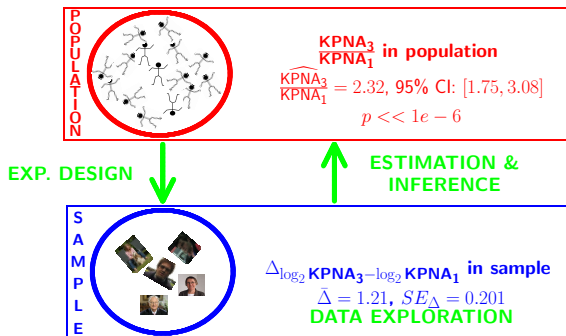 POPULATION
KPNA₃
KPNA₁ in population
KPNA₃
KPNA₁ = 2.32, 95% CI: [1.75, 3.08]
p << 1e − 6
EXP. DESIGN
ESTIMATION &
INFERENCE
SAMPLE
Δlog₂ KPNA₃−log₂ KPNA₁ in sample
Δ̄ = 1.21, SE_Δ̄ = 0.201
DATA EXPLORATION